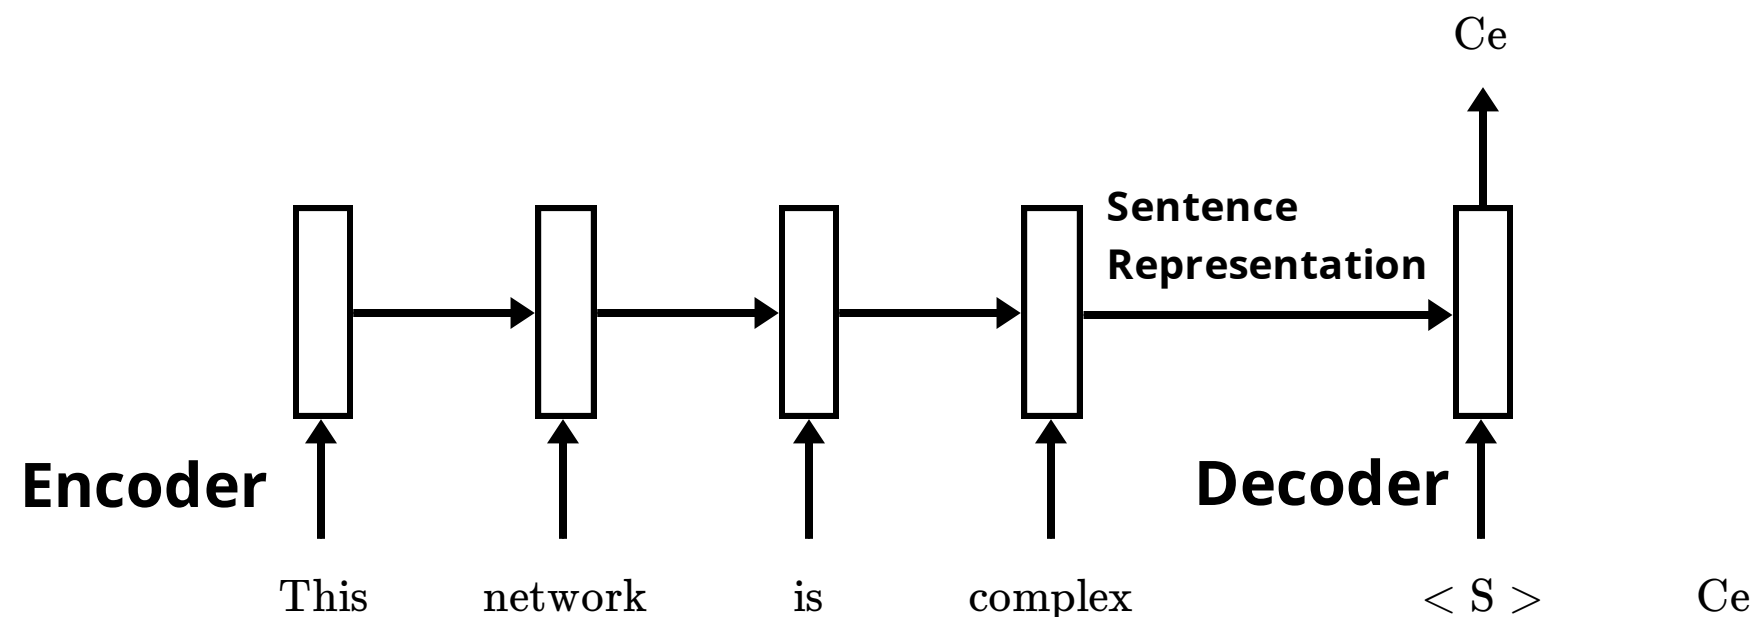 Ce
Sentence
Representation
Encoder
Decoder
This network is complex < S > Ce